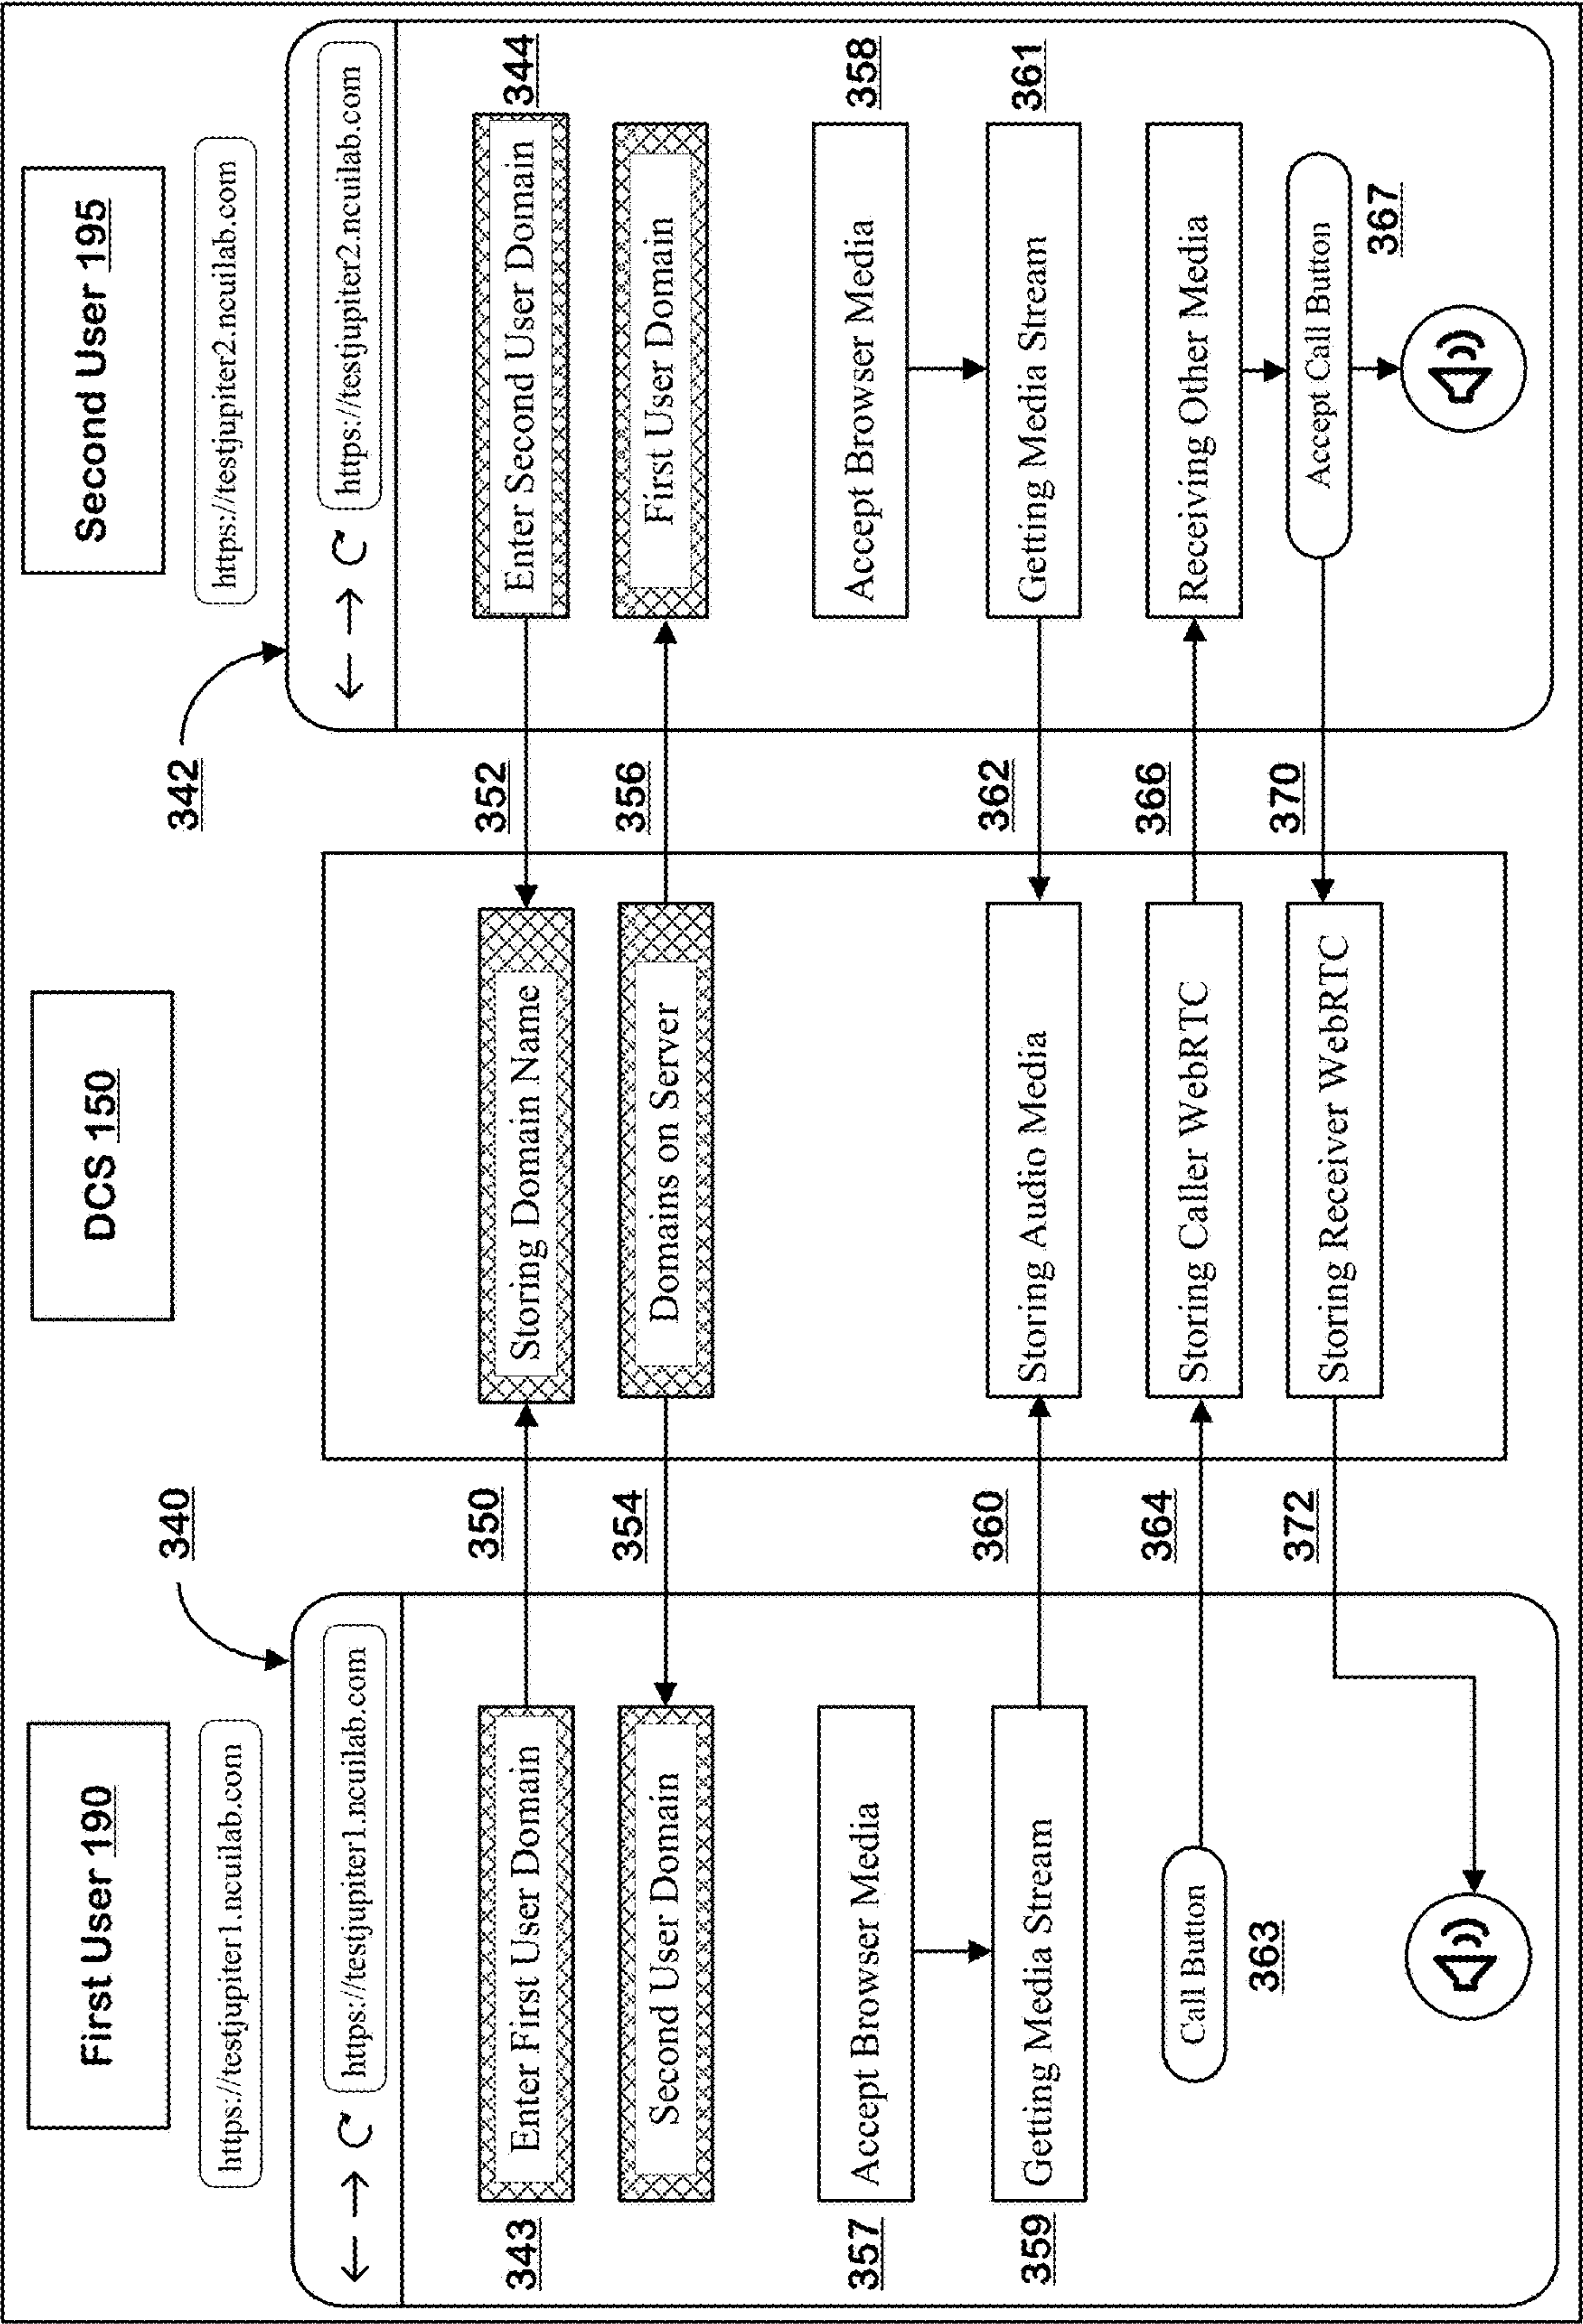 First User 190
DCS 150
Second User 195
https://testjupiter1.ncuilab.com
340
342
https://testjupiter2.ncuilab.com
https://testjupiter1.ncuilab.com
https://testjupiter2.ncuilab.com
343
Enter First User Domain
350
Storing Domain Name
352
Enter Second User Domain
344
Second User Domain
354
Domains on Server
356
First User Domain
357
Accept Browser Media
Accept Browser Media
358
359
Getting Media Stream
360
Storing Audio Media
362
Getting Media Stream
361
Call Button
363
364
Storing Caller WebRTC
366
Receiving Other Media
372
Storing Receiver WebRTC
370
Accept Call Button
367